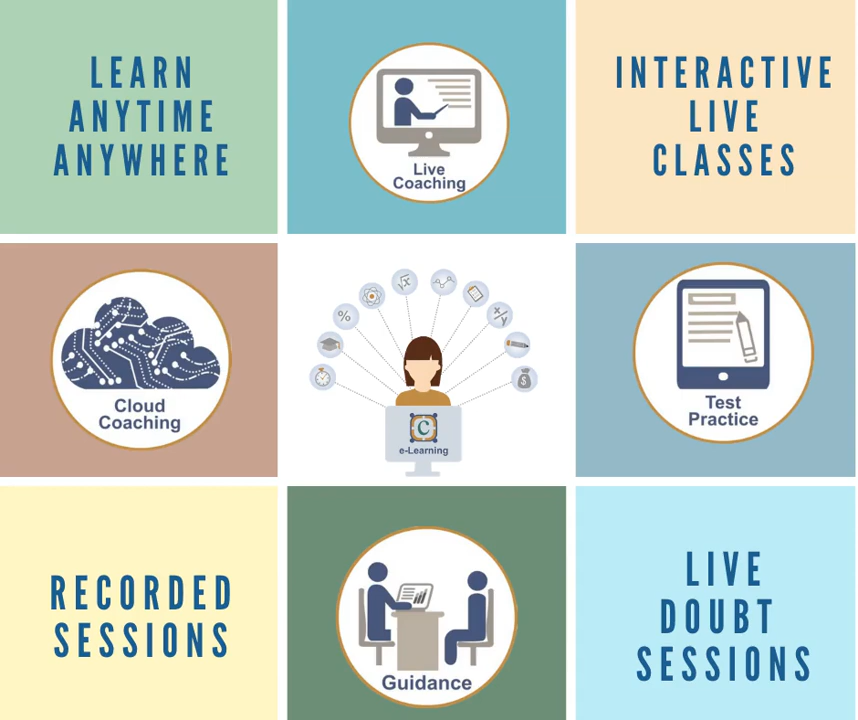 LEARN
ANYTIME
ANYWHERE
Live
Coaching
INTERACTIVE
LIVE
CLASSES
Cloud
Coaching
%
√x
+
x/y
$
C
e-Learning
Test
Practice
RECORDED
SESSIONS
Guidance
LIVE
DOUBT
SESSIONS